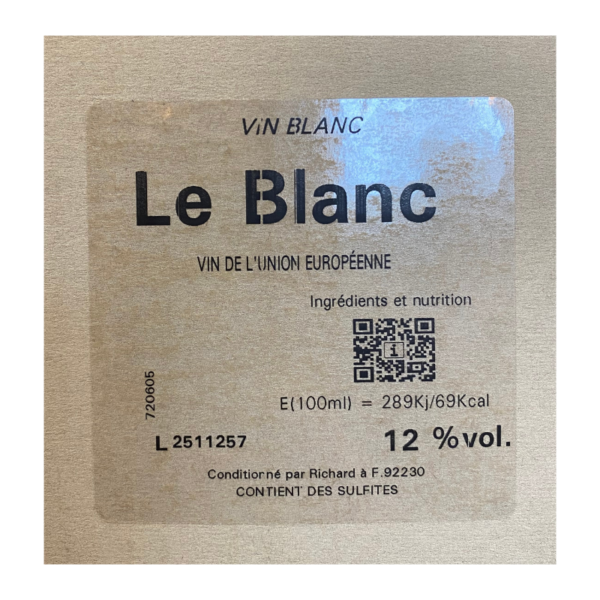 ViN BLANC
Le Blanc
VIN DE L'UNION EUROPÉENNE
Ingrédients et nutrition
i
720605
E(100ml) = 289Kj/69Kcal
L 2511257
12 % vol.
Conditionné par Richard à F.92230
CONTIENT DES SULFITES